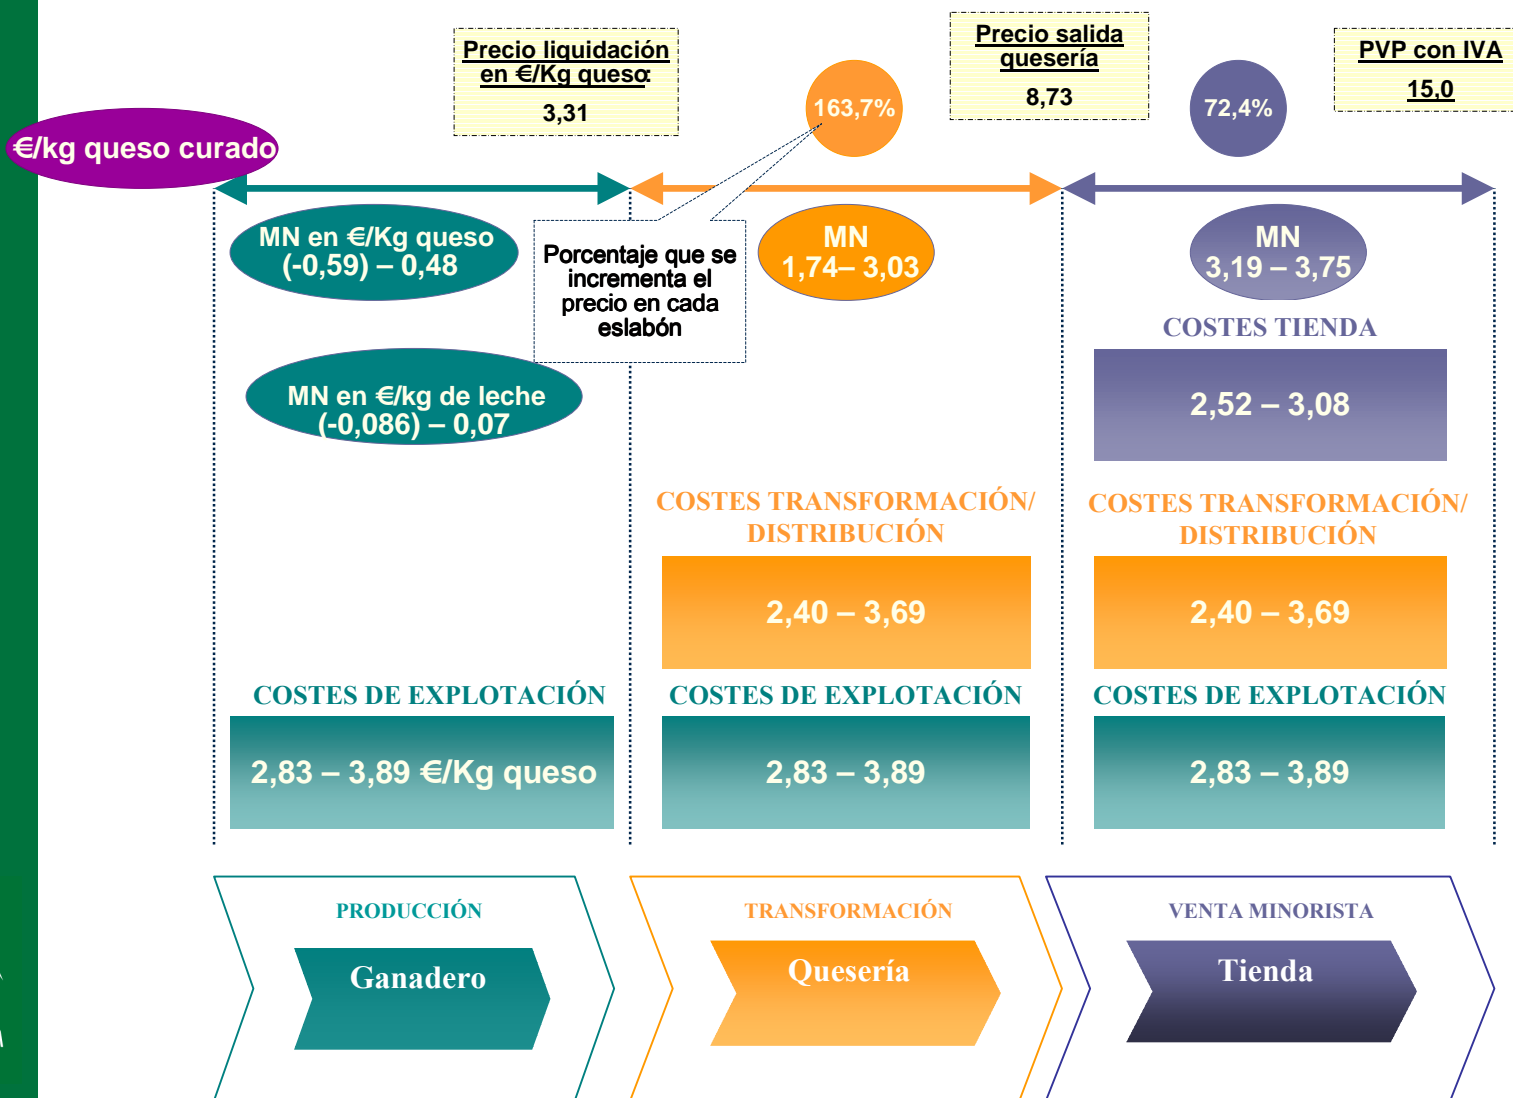 Precio liquidación
en €/Kg queso:
3,31
163,7%
Precio salida
quesería
8,73
72,4%
PVP con IVA
15,0
€/kg queso curado
MN en €/Kg queso
(-0,59) – 0,48
Porcentaje que se
incrementa el
precio en cada
eslabón
MN
1,74– 3,03
MN
3,19 – 3,75
MN en €/kg de leche
(-0,086) – 0,07
COSTES TIENDA
2,52 – 3,08
COSTES TRANSFORMACIÓN/
DISTRIBUCIÓN
2,40 – 3,69
COSTES TRANSFORMACIÓN/
DISTRIBUCIÓN
2,40 – 3,69
COSTES DE EXPLOTACIÓN
2,83 – 3,89 €/Kg queso
COSTES DE EXPLOTACIÓN
2,83 – 3,89
COSTES DE EXPLOTACIÓN
2,83 – 3,89
PRODUCCIÓN
Ganadero
TRANSFORMACIÓN
Quesería
VENTA MINORISTA
Tienda